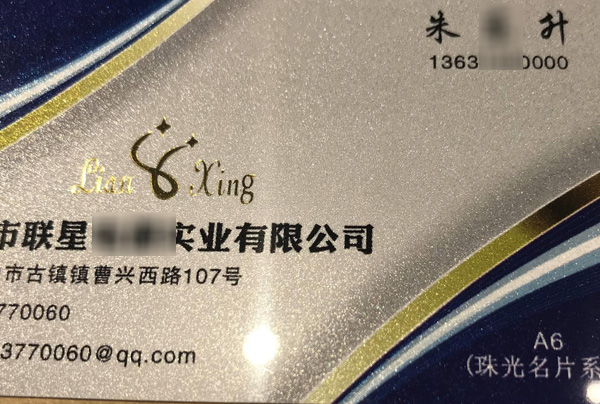 朱 升
1363 0000
Lian Xing
市联星 实业有限公司
市古镇镇曹兴西路107号
770060
3770060@qq.com
A6
(珠光名片系